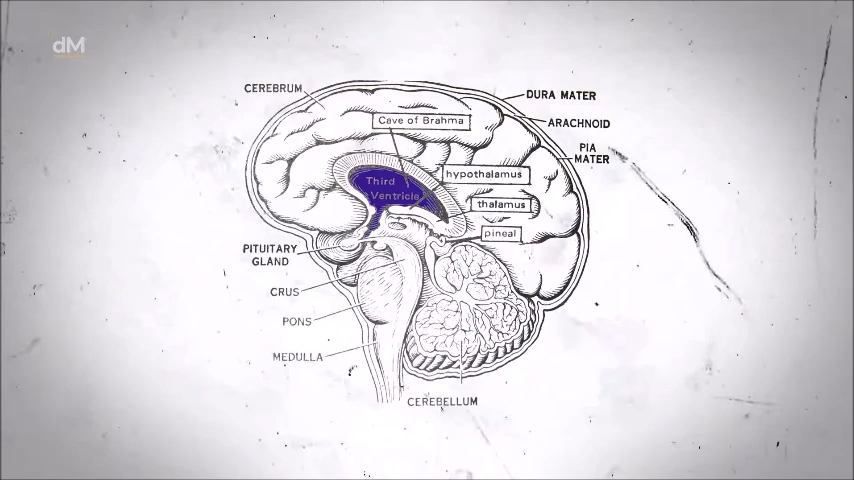 dM
CEREBRUM
DURA MATER
Cave of Brahma
ARACHNOID
PIA
MATER
hypothalamus
Third
Ventricle
thalamus
pineal
PITUITARY
GLAND
CRUS
PONS
MEDULLA
CEREBELLUM